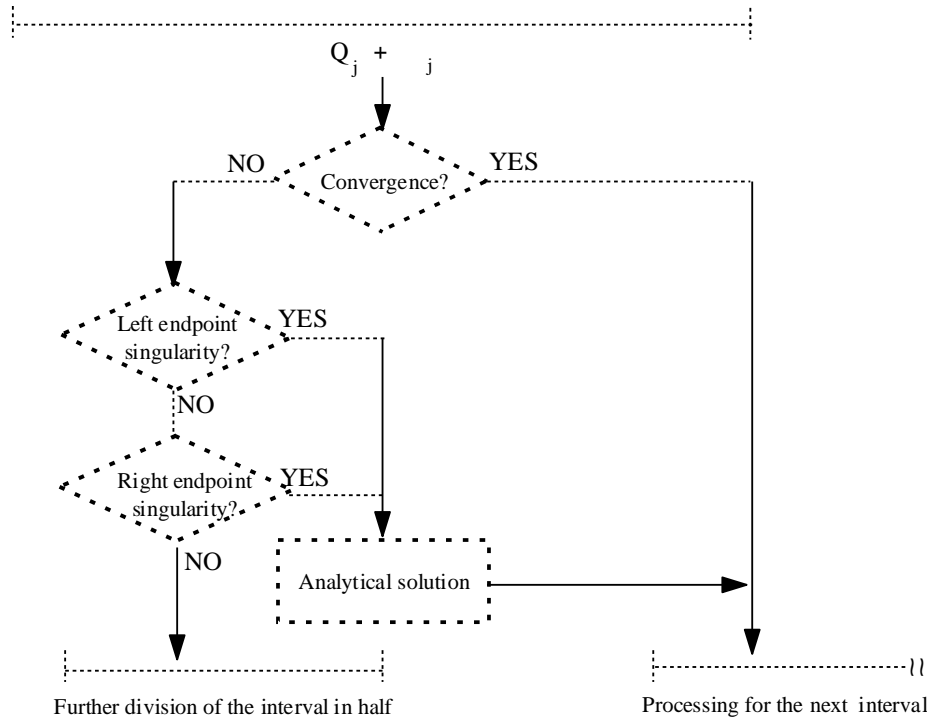 Q j + j
NO
YES
Convergence?
Left endpoint
singularity?
YES
NO
Right endpoint
singularity?
YES
NO
Analytical solution
Further division of the interval in half
Processing for the next interval